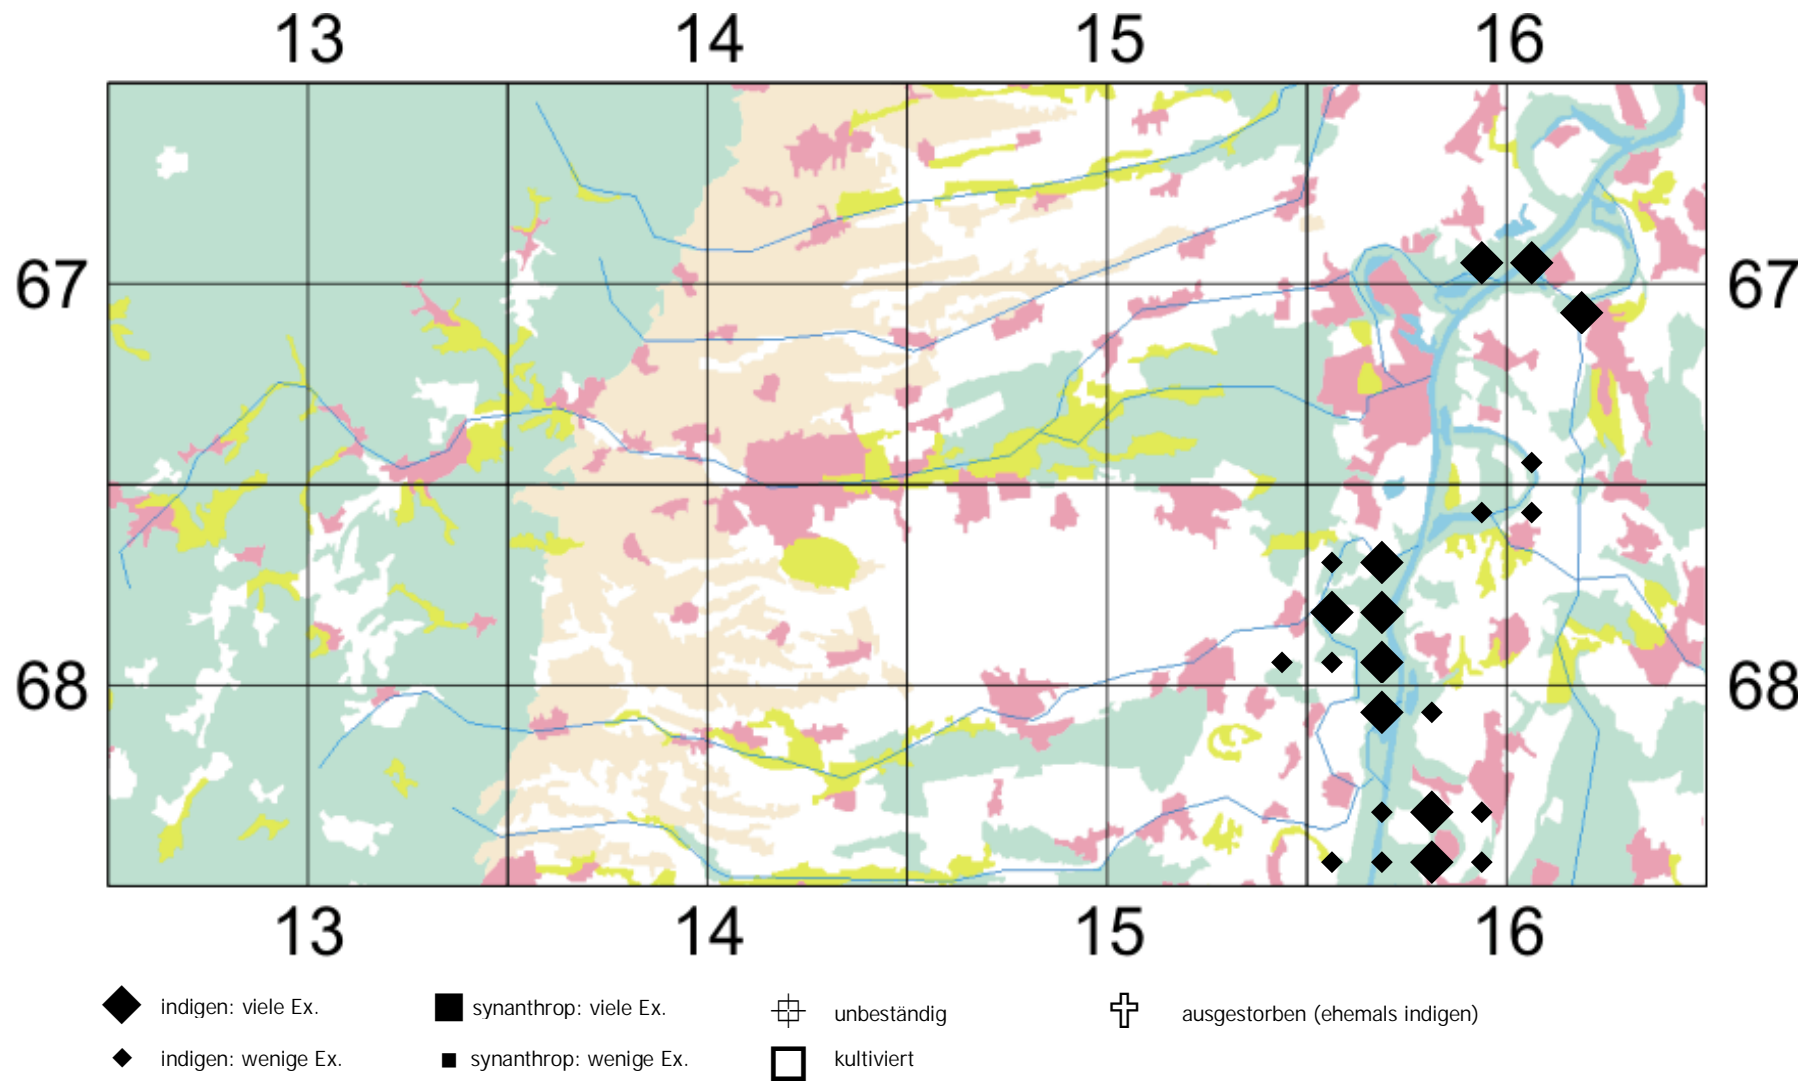 13 14 15 16
67 67
68 68
13 14 15 16
indigen: viele Ex. synanthrop: viele Ex. unbeständig ausgestorben (ehemals indigen)
indigen: wenige Ex. synanthrop: wenige Ex. kultiviert